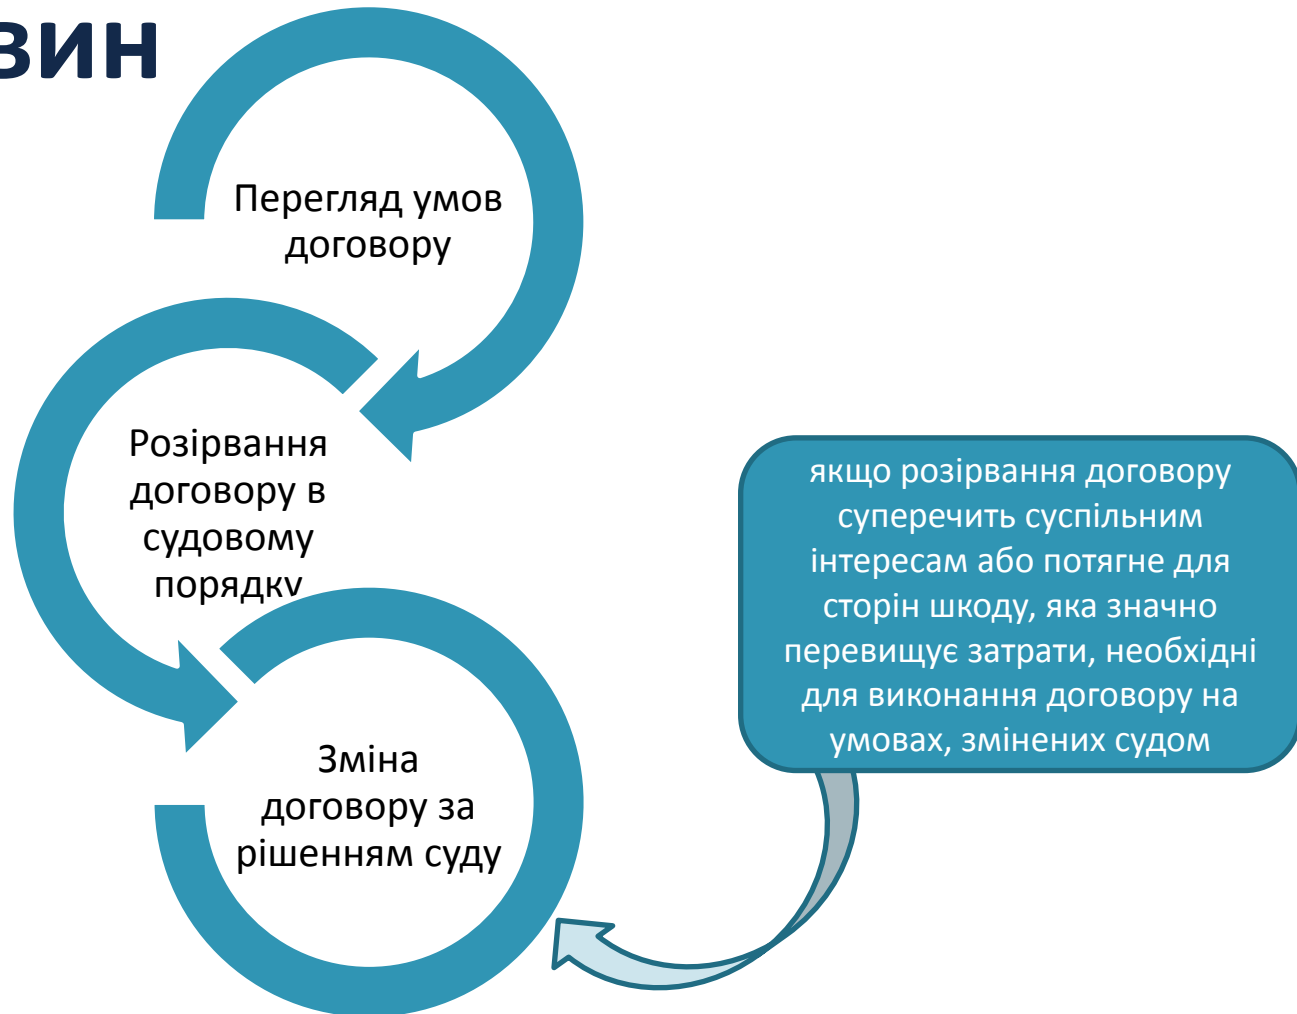 зин
Перегляд умов
договору
Розірвання
договору в
судовому
порядку
Зміна
договору за
рішенням суду
якщо розірвання договору
суперечить суспільним
інтересам або потягне для
сторін шкоду, яка значно
перевищує затрати, необхідні
для виконання договору на
умовах, змінених судом